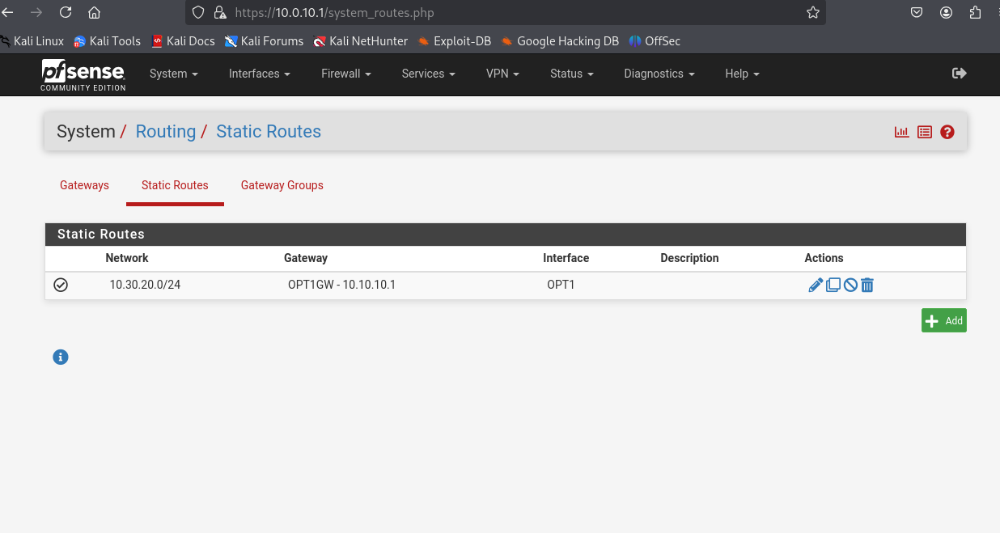 https://10.0.10.1/system_routes.php
Kali Linux Kali Tools Kali Docs Kali Forums Kali NetHunter Exploit-DB Google Hacking DB OffSec
pfsense System Interfaces Firewall Services VPN Status Diagnostics Help
COMMUNITY EDITION
System / Routing / Static Routes
Gateways Static Routes Gateway Groups
Static Routes
Network Gateway Interface Description Actions
10.30.20.0/24 OPT1GW - 10.10.10.1 OPT1
Add